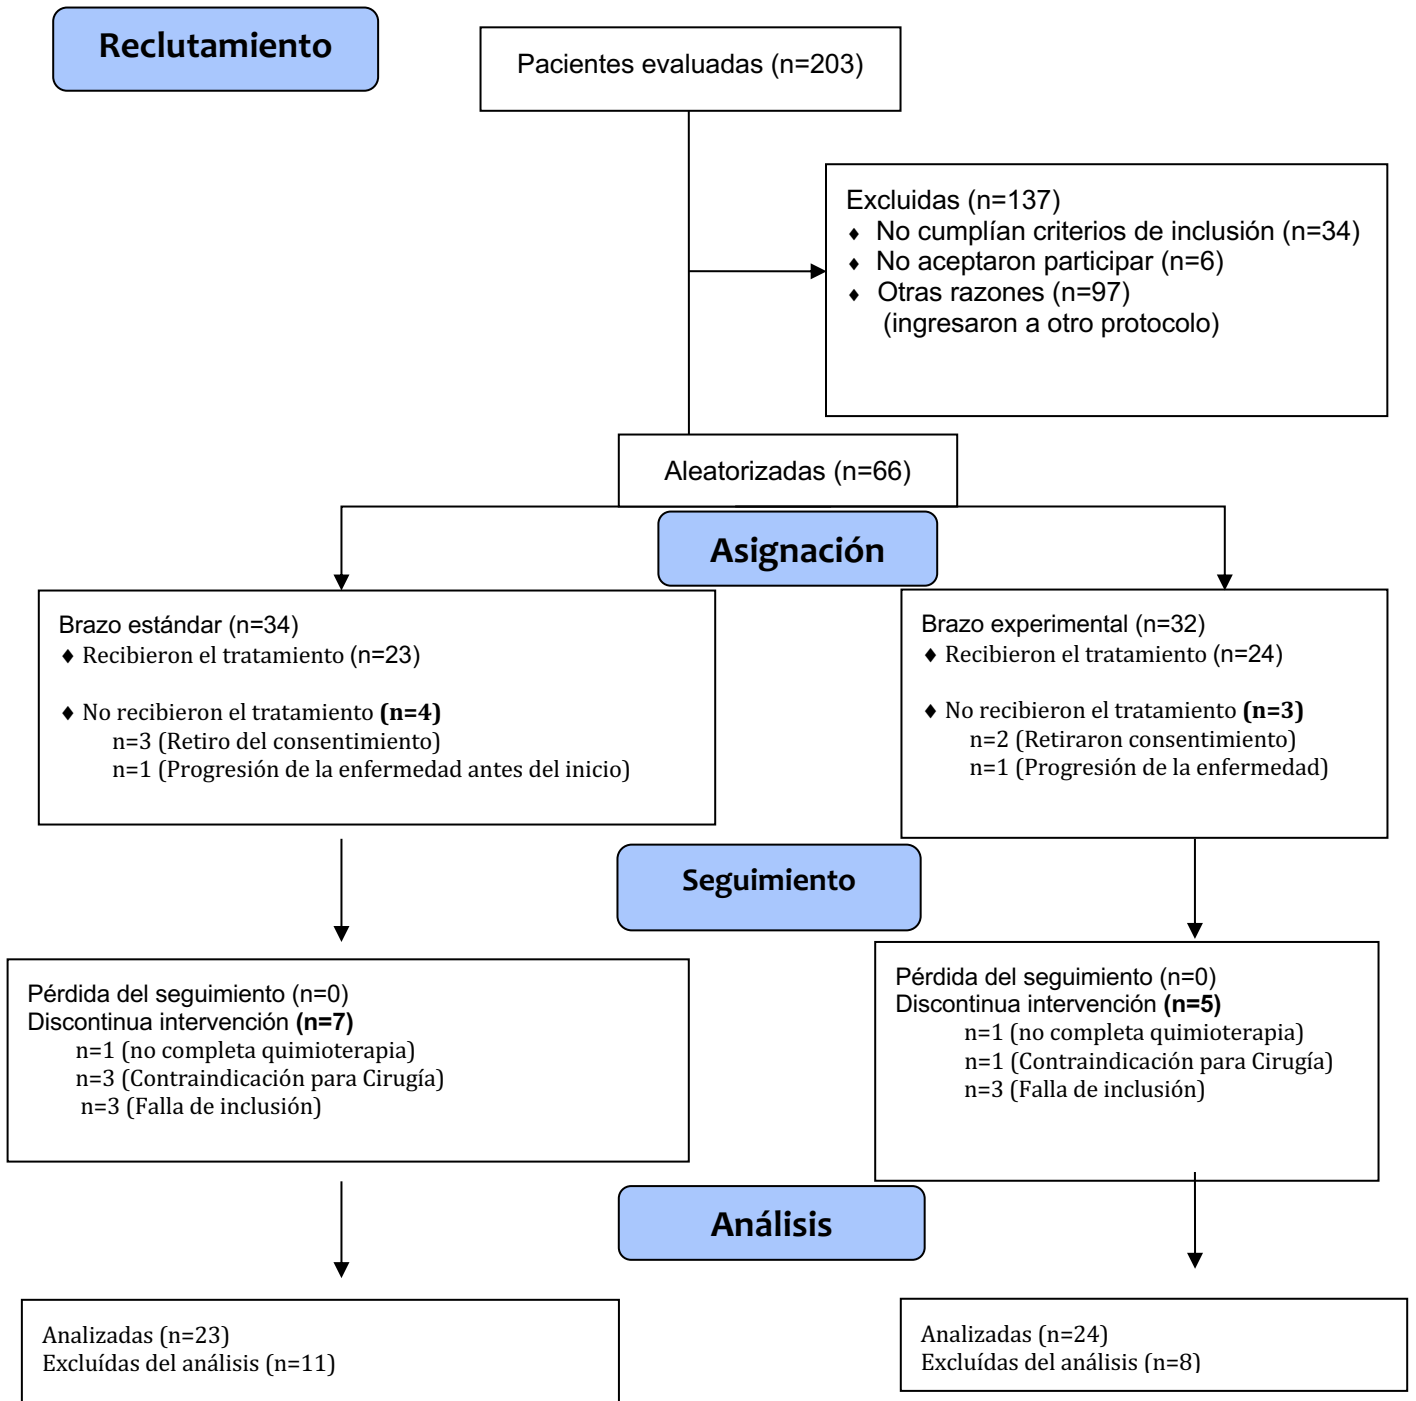 Reclutamiento
Pacientes evaluadas (n=203)
Excluidas (n=137)
♦ No cumplían criterios de inclusión (n=34)
♦ No aceptaron participar (n=6)
♦ Otras razones (n=97)
(ingresaron a otro protocolo)
Aleatorizadas (n=66)
Asignación
Brazo estándar (n=34)
♦ Recibieron el tratamiento (n=23)
♦ No recibieron el tratamiento (n=4)
n=3 (Retiro del consentimiento)
n=1 (Progresión de la enfermedad antes del inicio)
Brazo experimental (n=32)
♦ Recibieron el tratamiento (n=24)
♦ No recibieron el tratamiento (n=3)
n=2 (Retiraron consentimiento)
n=1 (Progresión de la enfermedad)
Seguimiento
Pérdida del seguimiento (n=0)
Discontinua intervención (n=7)
n=1 (no completa quimioterapia)
n=3 (Contraindicación para Cirugía)
n=3 (Falla de inclusión)
Pérdida del seguimiento (n=0)
Discontinua intervención (n=5)
n=1 (no completa quimioterapia)
n=1 (Contraindicación para Cirugía)
n=3 (Falla de inclusión)
Análisis
Analizadas (n=23)
Excluídas del análisis (n=11)
Analizadas (n=24)
Excluídas del análisis (n=8)